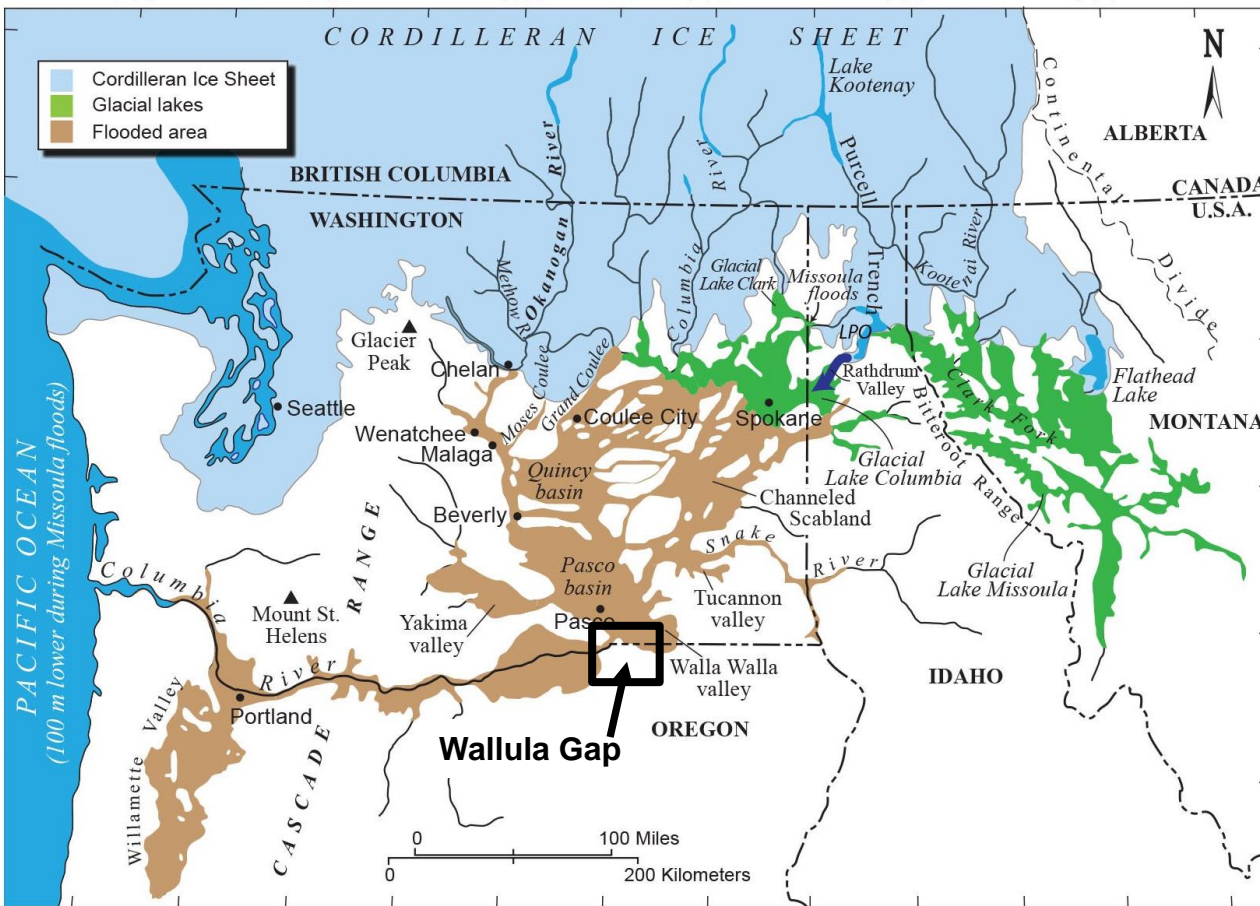 CORDILLERAN ICE SHEET
N
Cordilleran Ice Sheet
Glacial lakes
Flooded area
Lake
Kootenay
Continental
Divide
ALBERTA
BRITISH COLUMBIA
WASHINGTON
CANADA
U.S.A.
Okanogan River
Methow R
Columbia River
Purcell
Trench
Kootenai River
Glacial
Lake Clark
Missoula
floods
LPO
Glacier
Peak
Chelan
Moses Coulee
Grand Coulee
Rathdrum
Valley
Flathead
Lake
Seattle
Coulee City
Spokane
Clark Fork
MONTANA
Wenatchee
Malaga
Bitteroot Range
Quincy
basin
Glacial
Lake Columbia
Channeled
Scabland
Beverly
PACIFIC OCEAN
(100 m lower during Missoula floods)
Snake River
Columbia River
Mount St.
Helens
CASCADE RANGE
Pasco
basin
Yakima
valley
Pasco
Tucannon
valley
Glacial
Lake Missoula
Walla Walla
valley
IDAHO
Willamette Valley
Portland
OREGON
Wallula Gap
0 100 Miles
0 200 Kilometers